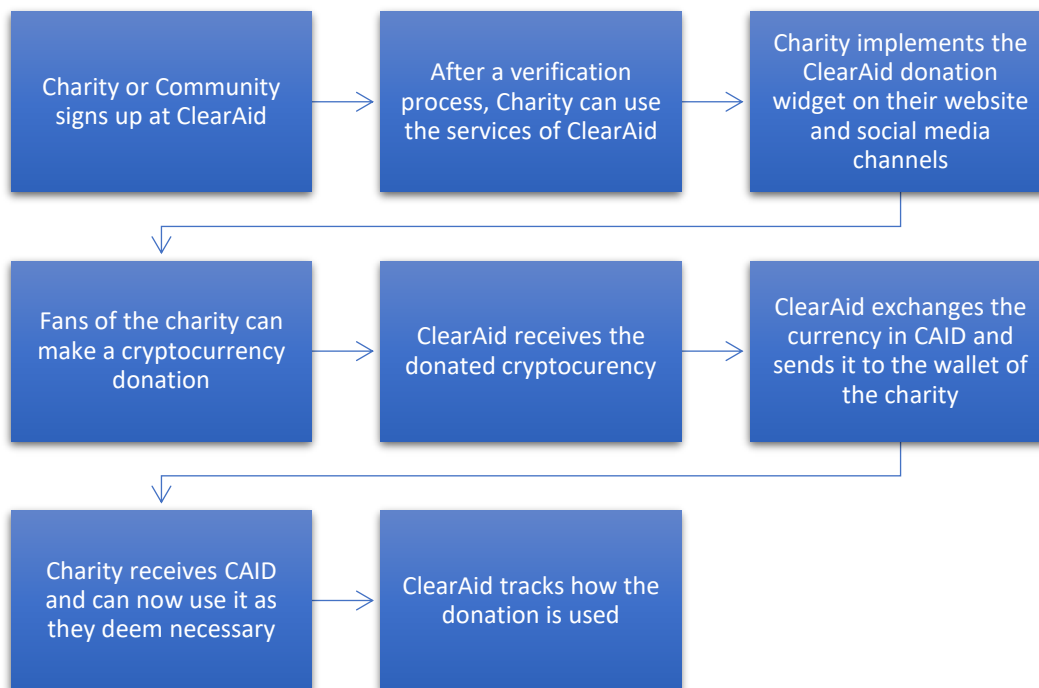 Charity or Community
signs up at ClearAid
After a verification
process, Charity can use
the services of ClearAid
Charity implements the
ClearAid donation
widget on their website
and social media
channels
Fans of the charity can
make a cryptocurrency
donation
ClearAid receives the
donated cryptocurency
ClearAid exchanges the
currency in CAID and
sends it to the wallet of
the charity
Charity receives CAID
and can now use it as
they deem necessary
ClearAid tracks how the
donation is used